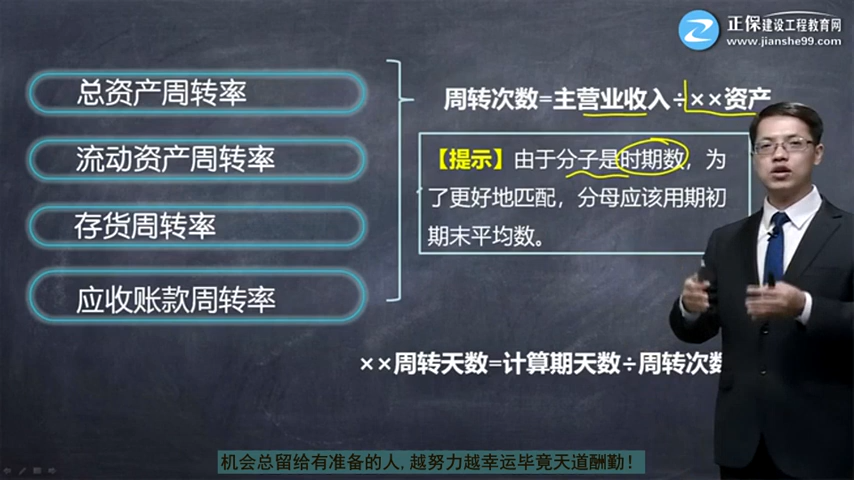 正保建设工程教育网
www.jianshe99.com
总资产周转率
流动资产周转率
存货周转率
应收账款周转率
周转次数=主营业收入÷××资产
【提示】由于分子是时期数，为
了更好地匹配，分母应该用期初
期末平均数。
××周转天数=计算期天数÷周转次数
机会总留给有准备的人,越努力越幸运毕竟天道酬勤！